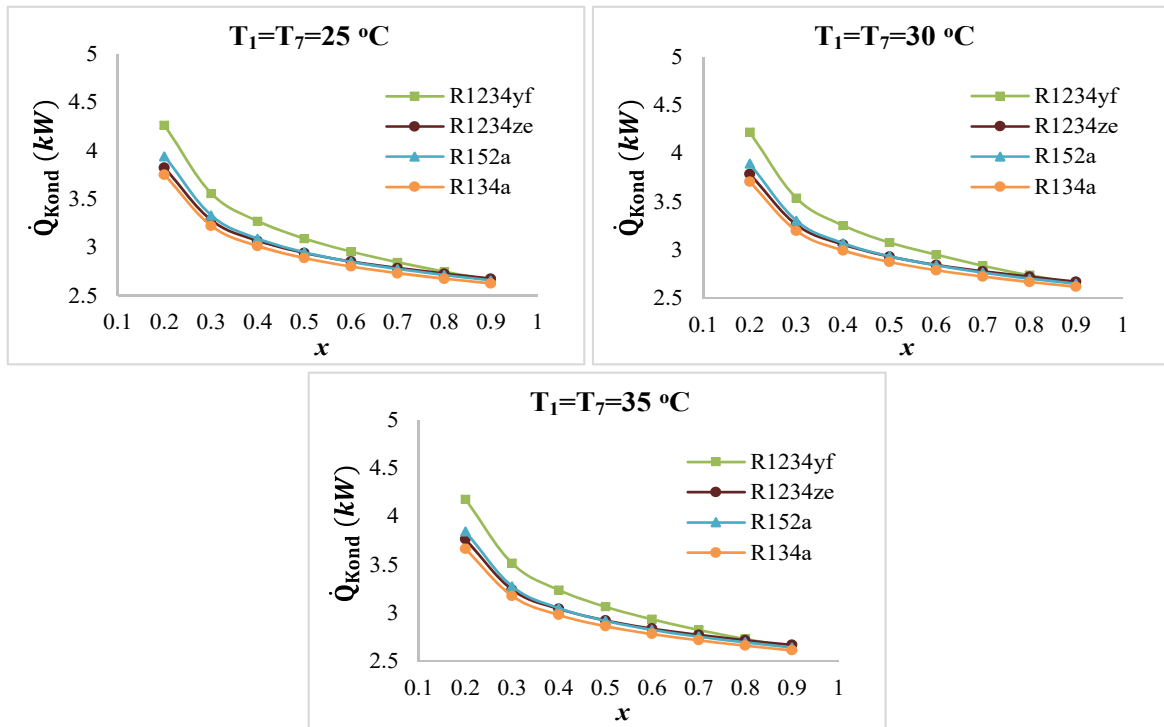 T₁=T₇=25 °C
Q̇Kond (kW)
5
4.5
4
3.5
3
2.5
R1234yf
R1234ze
R152a
R134a
0.1 0.2 0.3 0.4 0.5 0.6 0.7 0.8 0.9 1
x
T₁=T₇=30 °C
Q̇Kond (kW)
5
4.5
4
3.5
3
2.5
R1234yf
R1234ze
R152a
R134a
0.1 0.2 0.3 0.4 0.5 0.6 0.7 0.8 0.9 1
x
T₁=T₇=35 °C
Q̇Kond (kW)
5
4.5
4
3.5
3
2.5
R1234yf
R1234ze
R152a
R134a
0.1 0.2 0.3 0.4 0.5 0.6 0.7 0.8 0.9 1
x